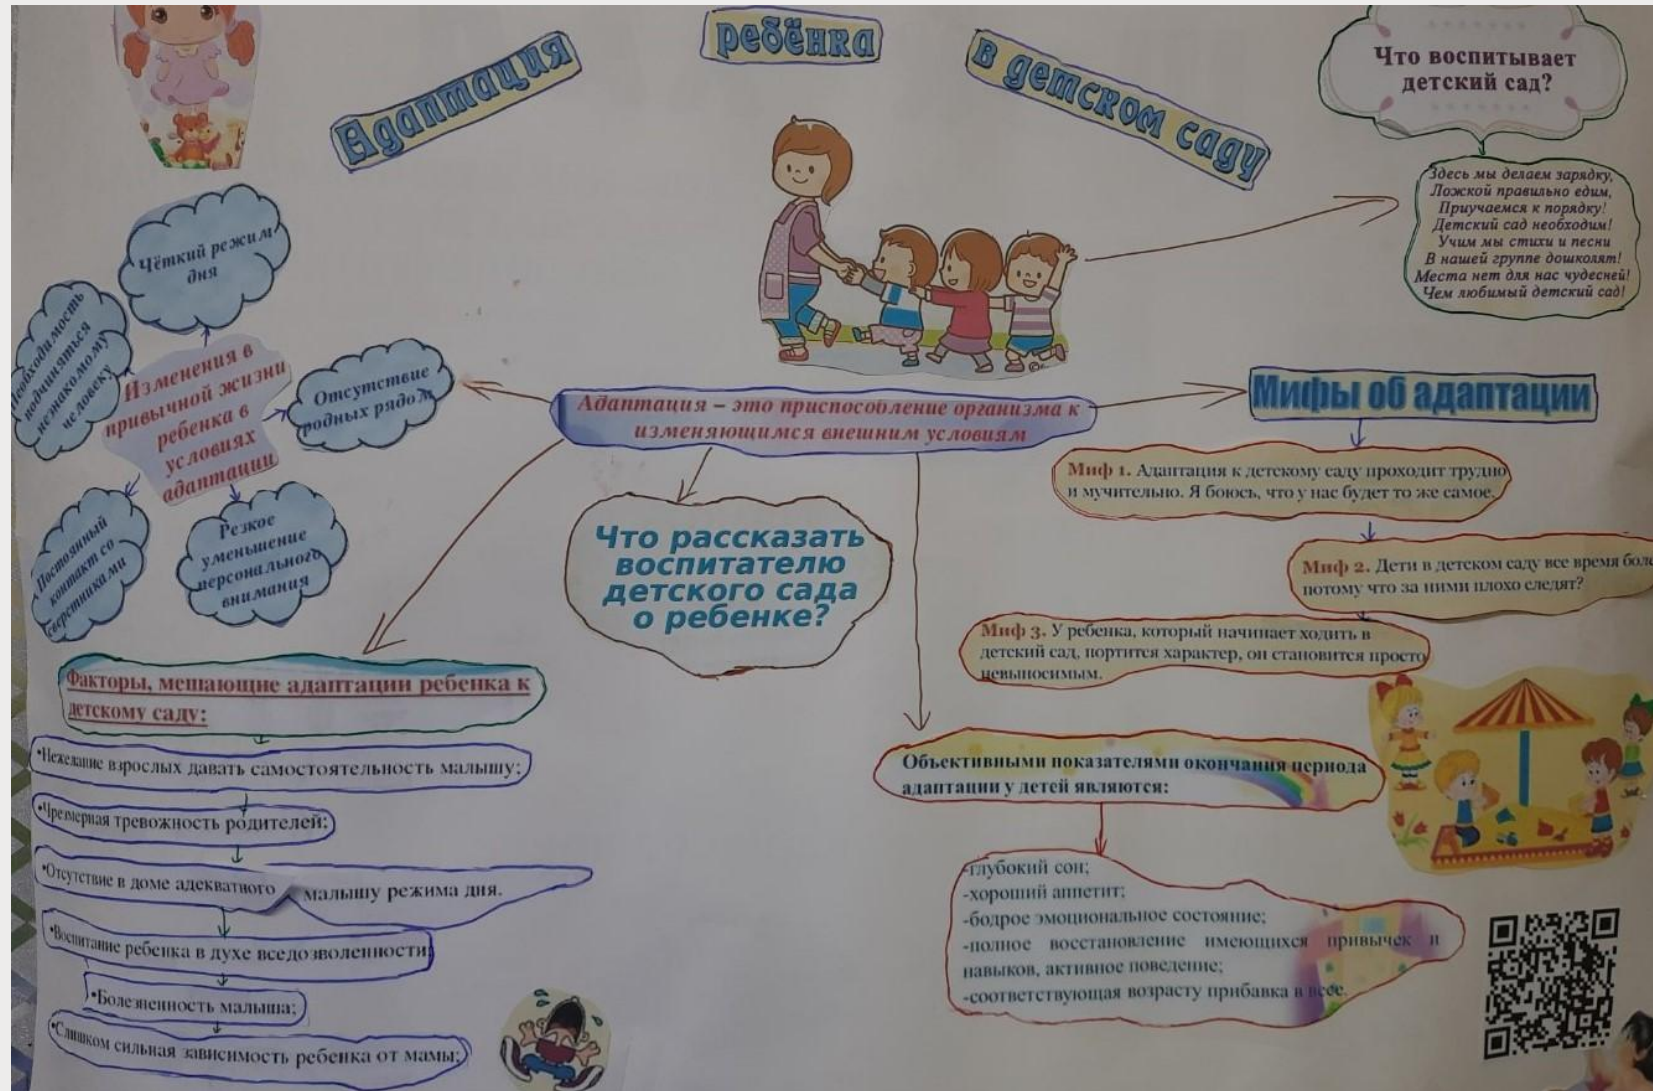 Адаптация
ребёнка
в детском саду
Что воспитывает
детский сад?
Здесь мы делаем зарядку,
Ложкой правильно едим,
Приучаемся к порядку!
Детский сад необходим!
Учим мы стихи и песни
В нашей группе дошколят!
Места нет для нас чудесней!
Чем любимый детский сад!
Чёткий режим
дня
Необходимость
подчиняться
незнакомому
человеку
Изменения в
привычной жизни
ребенка в
условиях
адаптации
Отсутствие
родных рядом
Постоянный
контакт со
сверстниками
Резкое
уменьшение
персонального
внимания
Адаптация – это приспособление организма к
изменяющимся внешним условиям
Что рассказать
воспитателю
детского сада
о ребенке?
Мифы об адаптации
Миф 1. Адаптация к детскому саду проходит трудно
и мучительно. Я боюсь, что у нас будет то же самое.
Миф 2. Дети в детском саду все время
потому что за ними плохо следят?
Миф 3. У ребенка, который начинает ходить в
детский сад, портится характер, он становится просто
невыносимым.
Факторы, мешающие адаптации ребенка к
детскому саду:
•Нежелание взрослых давать самостоятельность малышу;
•Чрезмерная тревожность родителей;
•Отсутствие в доме адекватного малышу режима дня.
•Воспитание ребенка в духе вседозволенности;
•Болезненность малыша;
•Слишком сильная зависимость ребенка от мамы;
Объективными показателями окончания периода
адаптации у детей являются:
-глубокий сон;
-хороший аппетит;
-бодрое эмоциональное состояние;
-полное восстановление имеющихся привычек и
навыков, активное поведение;
-соответствующая возрасту прибавка в весе.